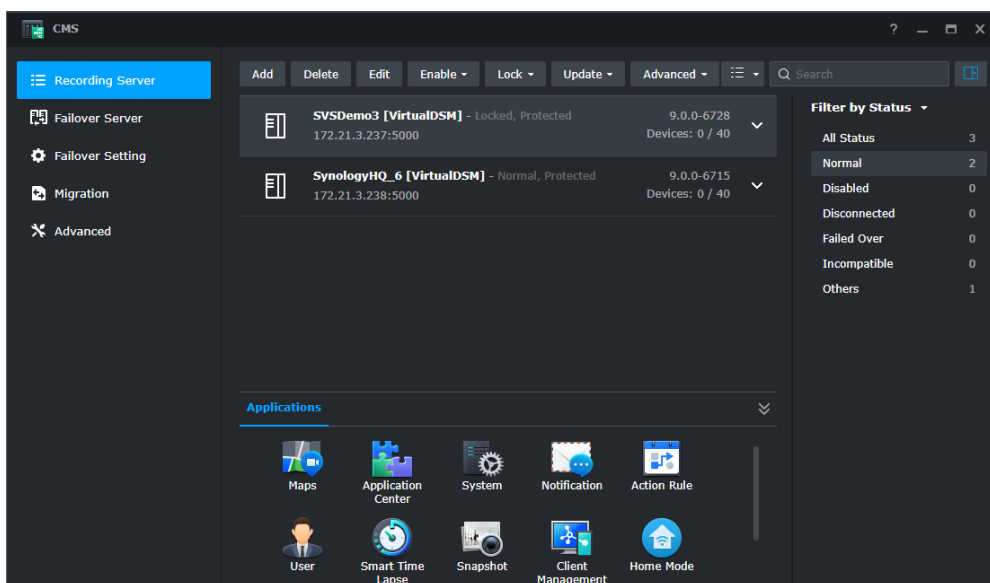 CMS
?
Recording Server
Failover Server
Failover Setting
Migration
Advanced
Add Delete Edit Enable Lock Update Advanced Search
SVSDemo3 [VirtualDSM] - Locked, Protected 9.0.0-6728
172.21.3.237:5000 Devices: 0 / 40
SynologyHQ_6 [VirtualDSM] - Normal, Protected 9.0.0-6715
172.21.3.238:5000 Devices: 0 / 40
Filter by Status
All Status 3
Normal 2
Disabled 0
Disconnected 0
Failed Over 0
Incompatible 0
Others 1
Applications
Maps
Application
Center
System
Notification
Action Rule
User
Smart Time
Lapse
Snapshot
Client
Management
Home Mode